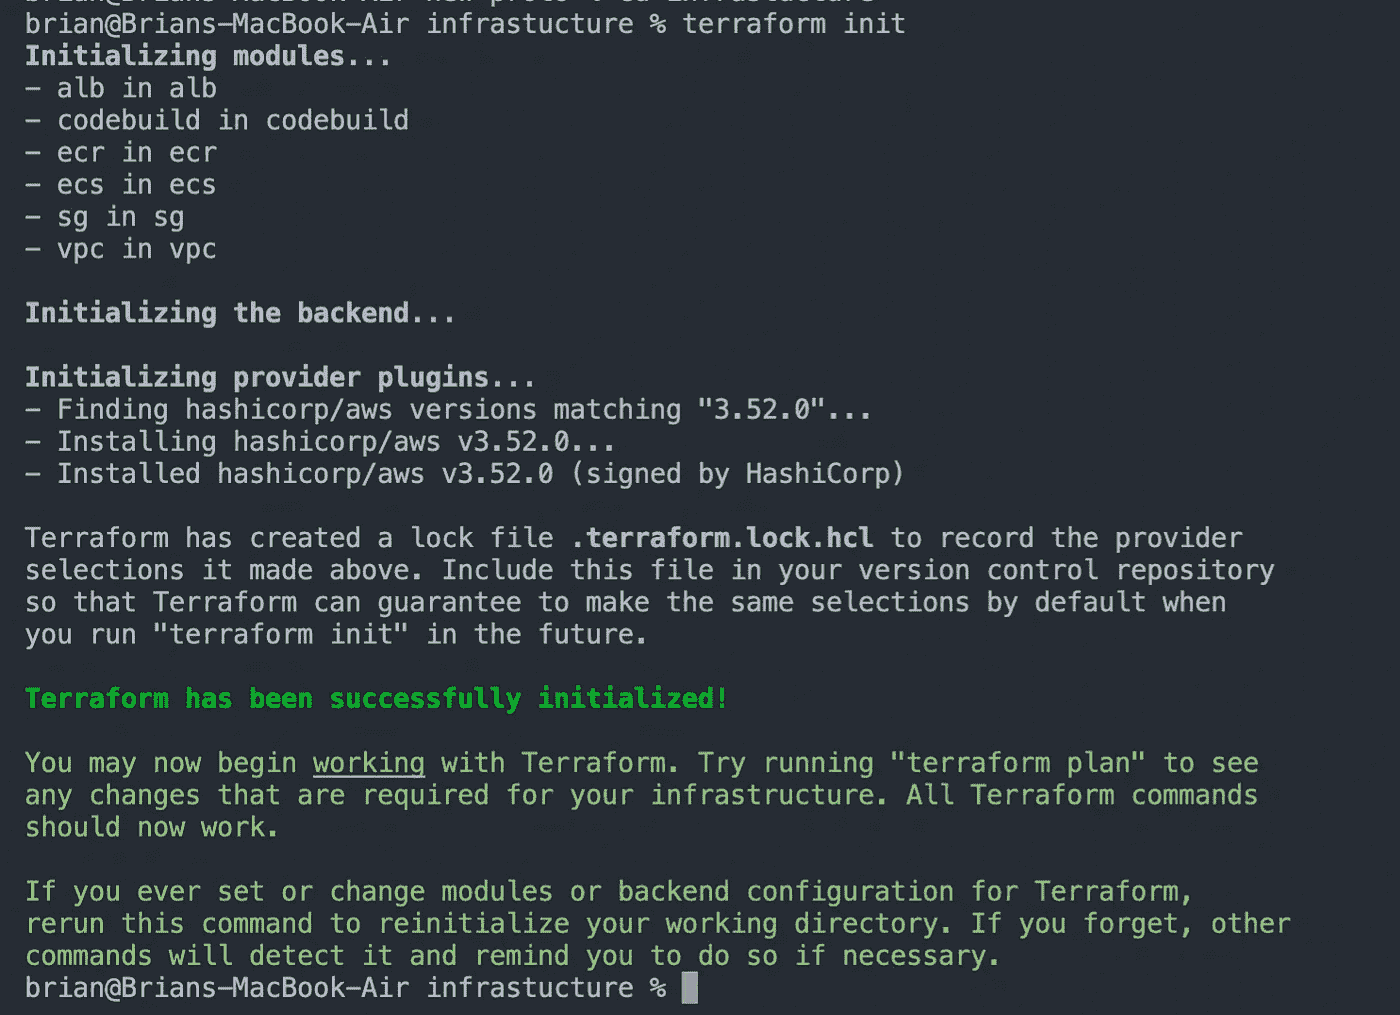 brian@Brians-MacBook-Air infrastucture % terraform init
Initializing modules...
- alb in alb
- codebuild in codebuild
- ecr in ecr
- ecs in ecs
- sg in sg
- vpc in vpc
Initializing the backend...
Initializing provider plugins...
- Finding hashicorp/aws versions matching "3.52.0"...
- Installing hashicorp/aws v3.52.0...
- Installed hashicorp/aws v3.52.0 (signed by HashiCorp)
Terraform has created a lock file .terraform.lock.hcl to record the provider
selections it made above. Include this file in your version control repository
so that Terraform can guarantee to make the same selections by default when
you run "terraform init" in the future.
Terraform has been successfully initialized!
You may now begin working with Terraform. Try running "terraform plan" to see
any changes that are required for your infrastructure. All Terraform commands
should now work.
If you ever set or change modules or backend configuration for Terraform,
rerun this command to reinitialize your working directory. If you forget, other
commands will detect it and remind you to do so if necessary.
brian@Brians-MacBook-Air infrastucture %